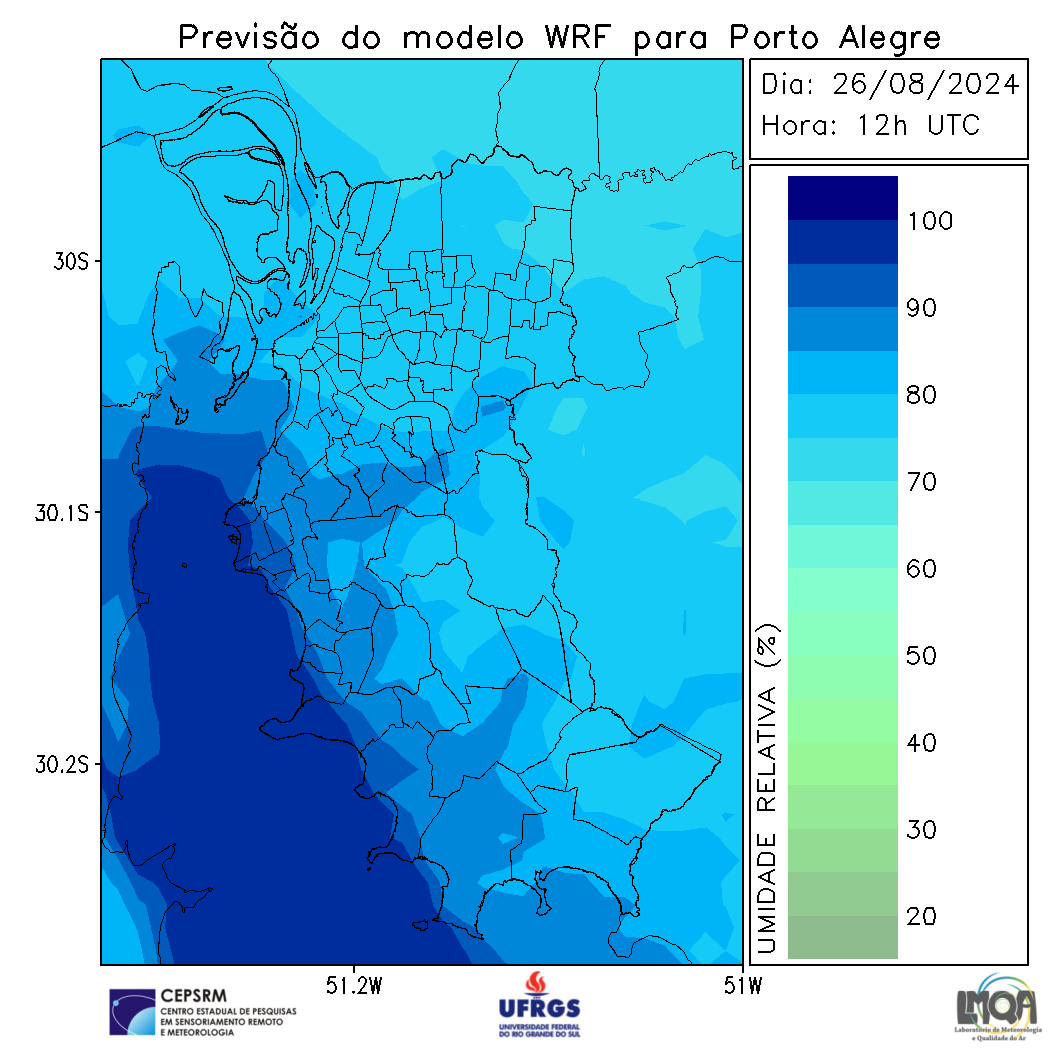 Previsão do modelo WRF para Porto Alegre
Dia: 26/08/2024
Hora: 12h UTC
30S
30.1S
30.2S
51.2W
51W
100
90
80
70
60
50
40
30
20
UMIDADE RELATIVA (%)
CEPSRM
CENTRO ESTADUAL DE PESQUISAS
EM SENSORIAMENTO REMOTO
E METEOROLOGIA
UFRGS
UNIVERSIDADE FEDERAL
DO RIO GRANDE DO SUL
LMQA
Laboratório de Meteorologia
e Qualidade do Ar